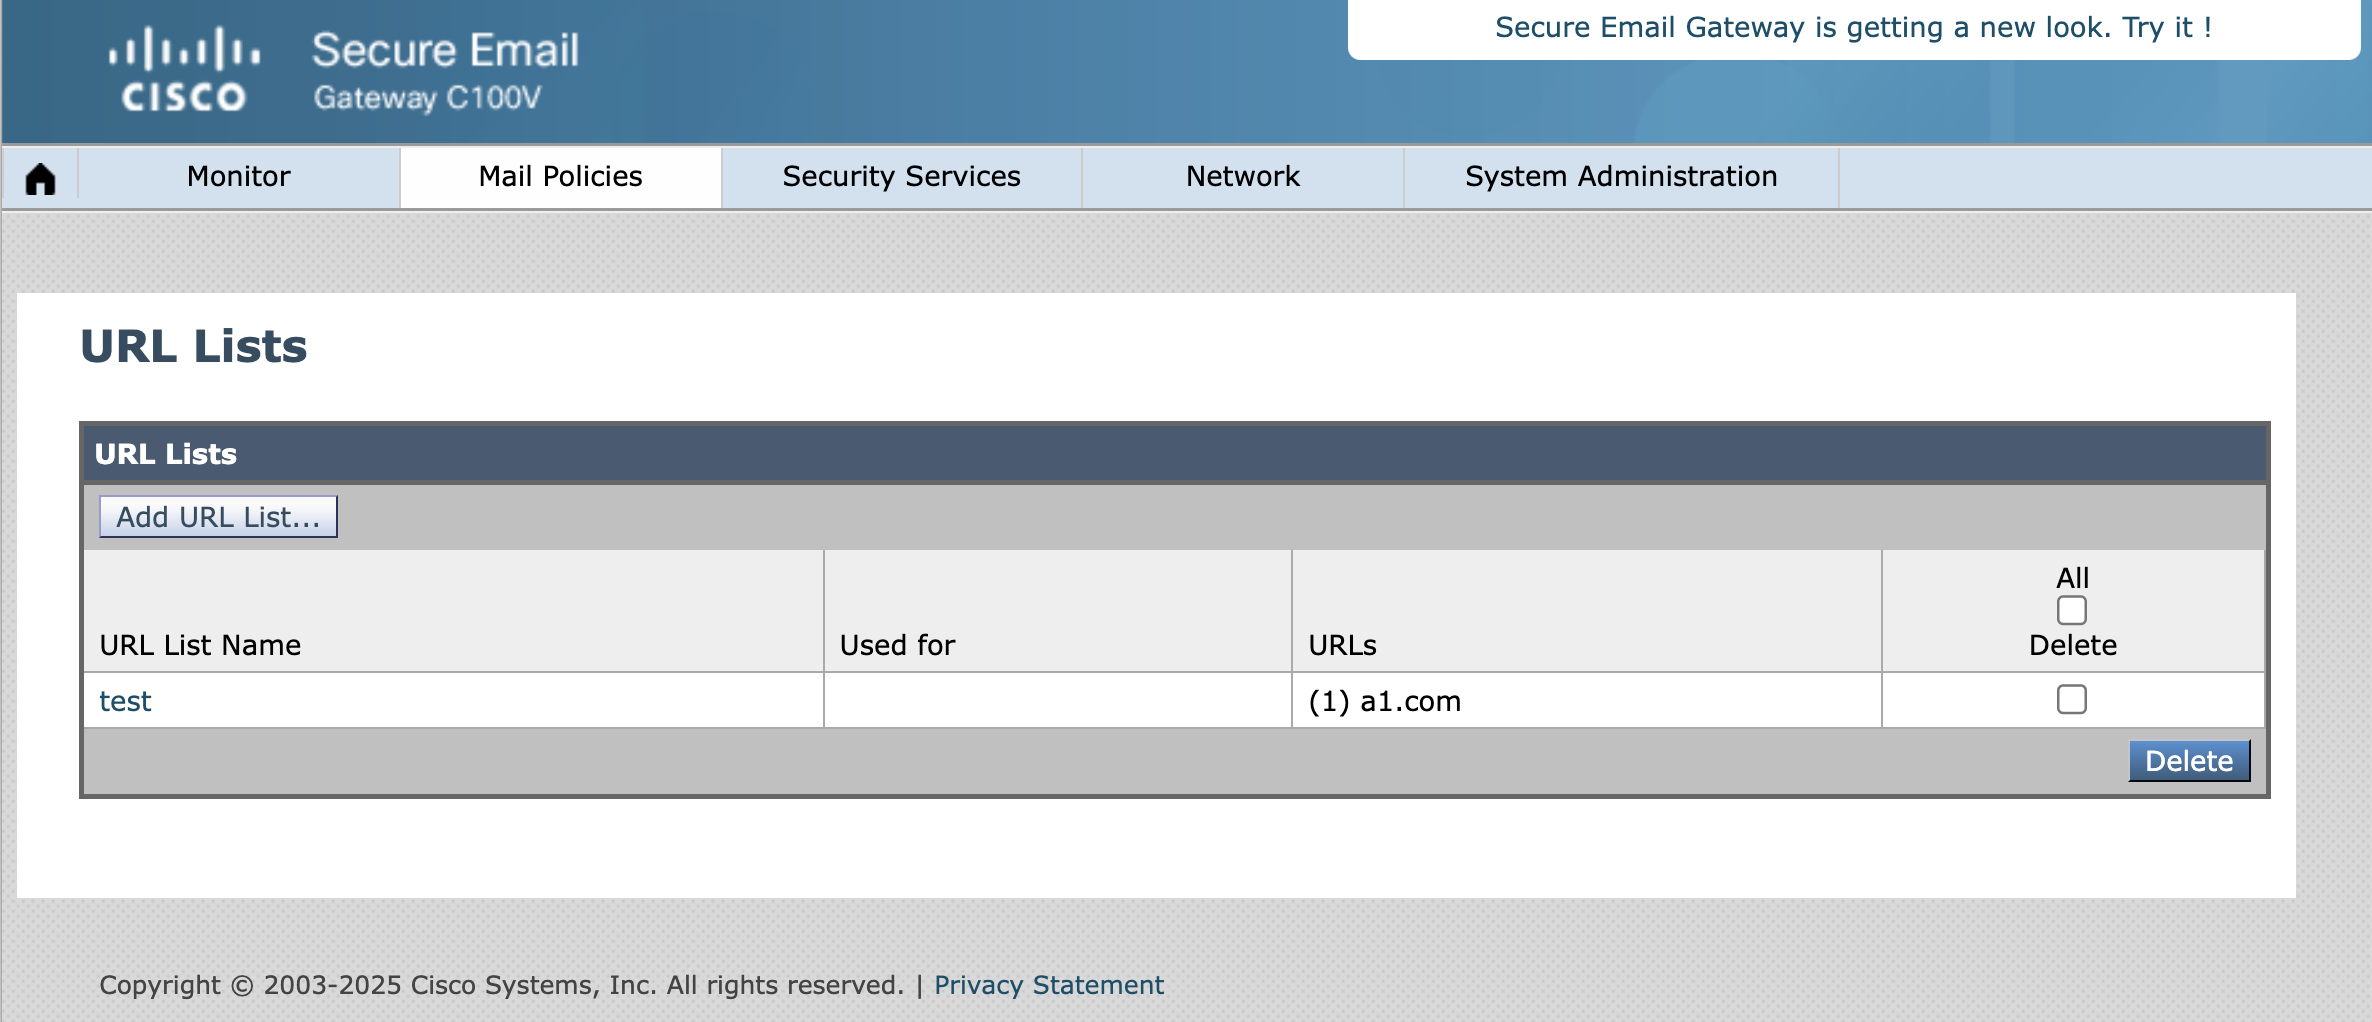 Secure Email Gateway is getting a new look. Try it !
CISCO
Secure Email
Gateway C100V
Monitor
Mail Policies
Security Services
Network
System Administration
URL Lists
URL Lists
Add URL List...
URL List Name
Used for
URLs
All
Delete
test
(1) a1.com
Delete
Copyright © 2003-2025 Cisco Systems, Inc. All rights reserved. | Privacy Statement